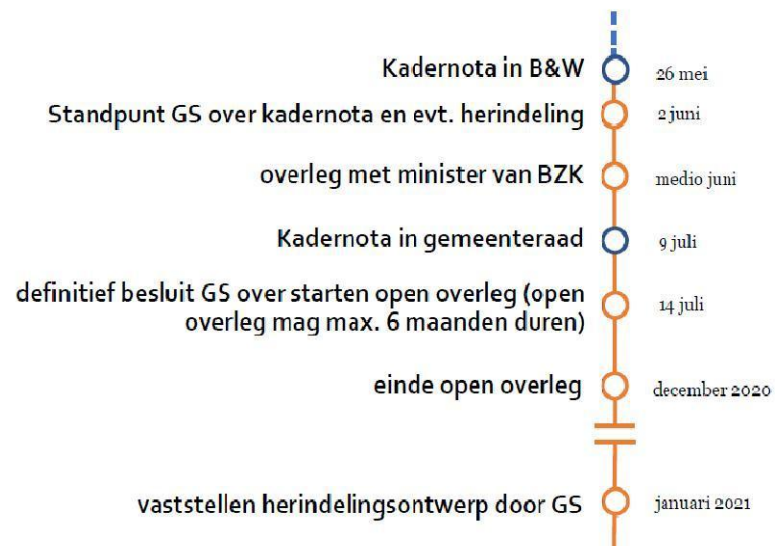 Kadernota in B&W 26 mei
Standpunt GS over kadernota en evt. herindeling 2 juni
overleg met minister van BZK medio juni
Kadernota in gemeenteraad 9 juli
definitief besluit GS over starten open overleg (open 14 juli
overleg mag max. 6 maanden duren)
einde open overleg december 2020
vaststellen herindelingsontwerp door GS januari 2021